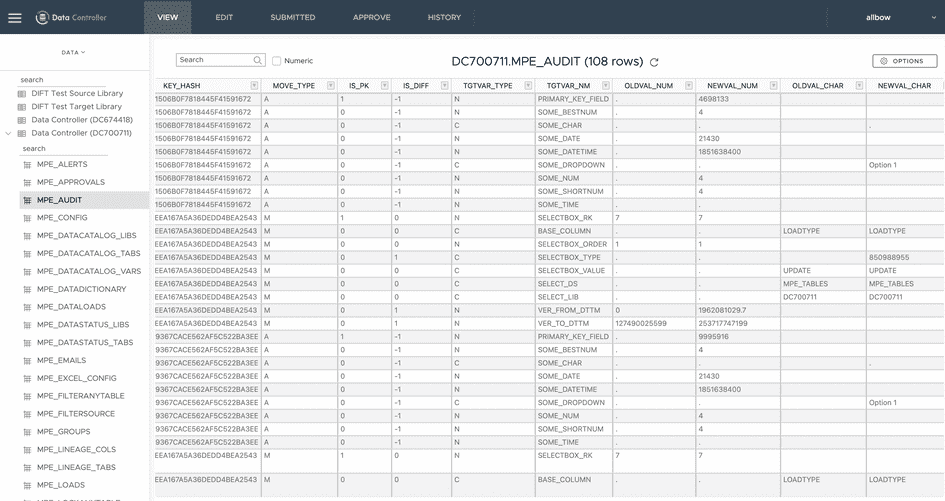 Data Controller VIEW EDIT SUBMITTED APPROVE HISTORY allbow
DATA
search
DIFT Test Source Library
DIFT Test Target Library
Data Controller (DC674418)
Data Controller (DC700711)
search
MPE_ALERTS
MPE_APPROVALS
MPE_AUDIT
MPE_CONFIG
MPE_DATACATALOG_LIBS
MPE_DATACATALOG_TABS
MPE_DATACATALOG_VARS
MPE_DATADICTIONARY
MPE_DATALOADS
MPE_DATASTATUS_LIBS
MPE_DATASTATUS_TABS
MPE_EMAILS
MPE_EXCEL_CONFIG
MPE_FILTERANYTABLE
MPE_FILTERSOURCE
MPE_GROUPS
MPE_LINEAGE_COLS
MPE_LINEAGE_TABS
MPE_LOADS
Search Numeric DC700711.MPE_AUDIT (108 rows) OPTIONS
KEY_HASH MOVE_TYPE IS_PK IS_DIFF TGTVAR_TYPE TGTVAR_NM OLDVAL_NUM NEWVAL_NUM OLDVAL_CHAR NEWVAL_CHAR
1506B0F7818445F41591672 A 1 -1 N PRIMARY_KEY_FIELD . 4698133
1506B0F7818445F41591672 A 0 -1 N SOME_BESTNUM . 4
1506B0F7818445F41591672 A 0 -1 C SOME_CHAR . . .
1506B0F7818445F41591672 A 0 -1 N SOME_DATE . 21430
1506B0F7818445F41591672 A 0 -1 N SOME_DATETIME . 1851638400
1506B0F7818445F41591672 A 0 -1 C SOME_DROPDOWN . . Option 1
1506B0F7818445F41591672 A 0 -1 N SOME_NUM . 4
1506B0F7818445F41591672 A 0 -1 N SOME_SHORTNUM . 4
1506B0F7818445F41591672 A 0 -1 N SOME_TIME . .
EEA167A5A36DEDD4BEA2543 M 1 0 N SELECTBOX_RK 7 7
EEA167A5A36DEDD4BEA2543 M 0 0 C BASE_COLUMN . . LOADTYPE LOADTYPE
EEA167A5A36DEDD4BEA2543 M 0 0 N SELECTBOX_ORDER 1 1
EEA167A5A36DEDD4BEA2543 M 0 1 C SELECTBOX_TYPE . . 850988955
EEA167A5A36DEDD4BEA2543 M 0 0 C SELECTBOX_VALUE . . UPDATE UPDATE
EEA167A5A36DEDD4BEA2543 M 0 0 C SELECT_DS . . MPE_TABLES MPE_TABLES
EEA167A5A36DEDD4BEA2543 M 0 0 C SELECT_LIB . . DC700711 DC700711
EEA167A5A36DEDD4BEA2543 M 0 1 N VER_FROM_DTTM 0 1962081029.7
EEA167A5A36DEDD4BEA2543 M 0 1 N VER_TO_DTTM 127490025599 253717747199
9367CACE562AF5C522BA3EE A 1 -1 N PRIMARY_KEY_FIELD . 9995916
9367CACE562AF5C522BA3EE A 0 -1 N SOME_BESTNUM . 4
9367CACE562AF5C522BA3EE A 0 -1 C SOME_CHAR . . .
9367CACE562AF5C522BA3EE A 0 -1 N SOME_DATE . 21430
9367CACE562AF5C522BA3EE A 0 -1 N SOME_DATETIME . 1851638400
9367CACE562AF5C522BA3EE A 0 -1 C SOME_DROPDOWN . . Option 1
9367CACE562AF5C522BA3EE A 0 -1 N SOME_NUM . 4
9367CACE562AF5C522BA3EE A 0 -1 N SOME_SHORTNUM . 4
9367CACE562AF5C522BA3EE A 0 -1 N SOME_TIME . .
EEA167A5A36DEDD4BEA2543 M 1 0 N SELECTBOX_RK 7 7
EEA167A5A36DEDD4BEA2543 M 0 0 C BASE_COLUMN . . LOADTYPE LOADTYPE